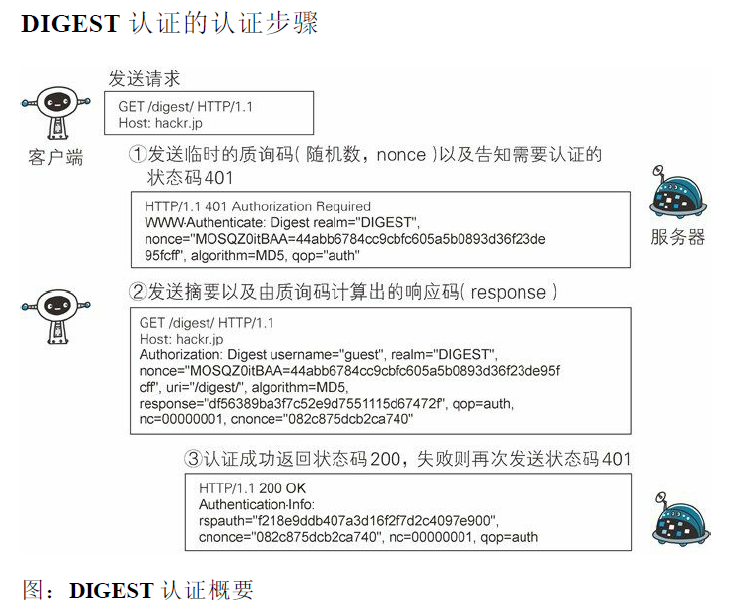 DIGEST 认证的认证步骤
发送请求
GET /digest/ HTTP/1.1
Host: hackr.jp
客户端
①发送临时的质询码(随机数，nonce)以及告知需要认证的
状态码401
HTTP/1.1 401 Authorization Required
WWW-Authenticate: Digest realm="DIGEST",
nonce="MOSQZ0itBAA=44abb6784cc9cbfc605a5b0893d36f23de
95fcff", algorithm=MD5, qop="auth"
服务器
②发送摘要以及由质询码计算出的响应码(response)
GET /digest/ HTTP/1.1
Host: hackr.jp
Authorization: Digest username="guest", realm="DIGEST",
nonce="MOSQZ0itBAA=44abb6784cc9cbfc605a5b0893d36f23de95f
cff", uri="/digest/", algorithm=MD5,
response="df56389ba3f7c52e9d7551115d67472f", qop=auth,
nc=00000001, cnonce="082c875dcb2ca740"
③认证成功返回状态码200，失败则再次发送状态码401
HTTP/1.1 200 OK
Authentication-Info:
rspauth="f218e9ddb407a3d16f2f7d2c4097e900",
cnonce="082c875dcb2ca740", nc=00000001, qop=auth
图：DIGEST 认证概要